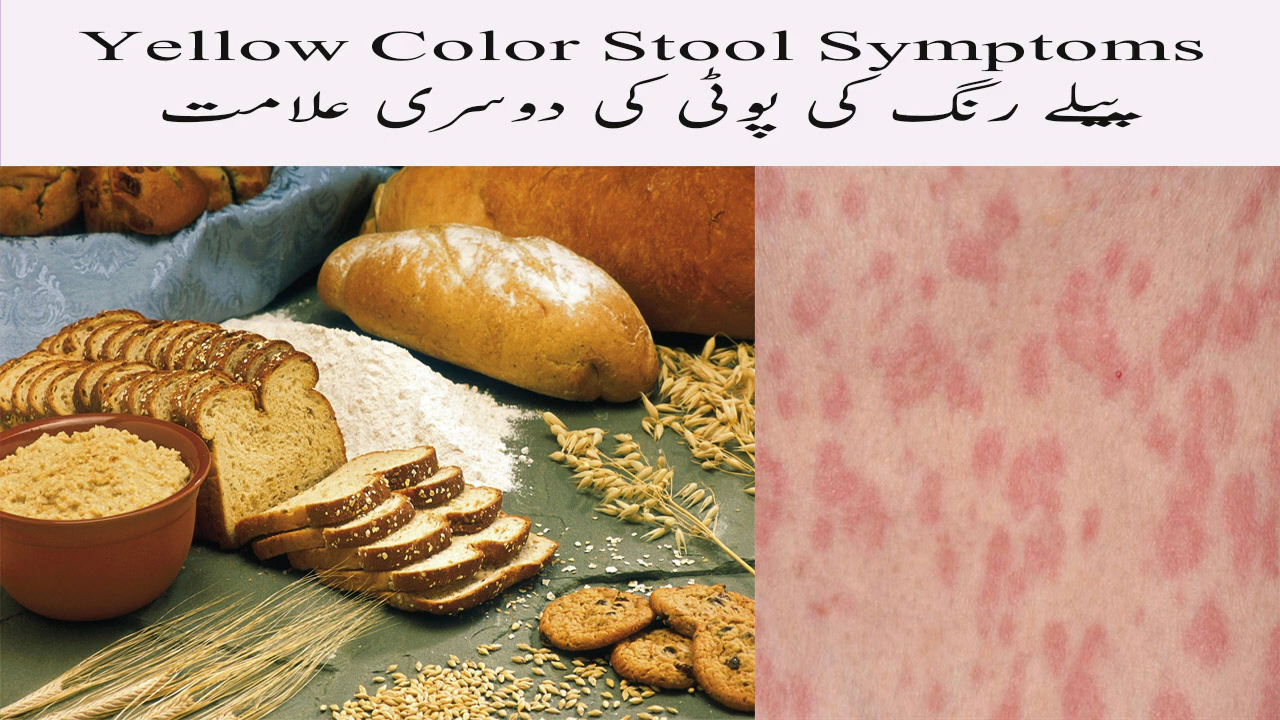 Yellow Color Stool Symptoms
پیلے رنگ کی پوٹی کی دوسری علامت